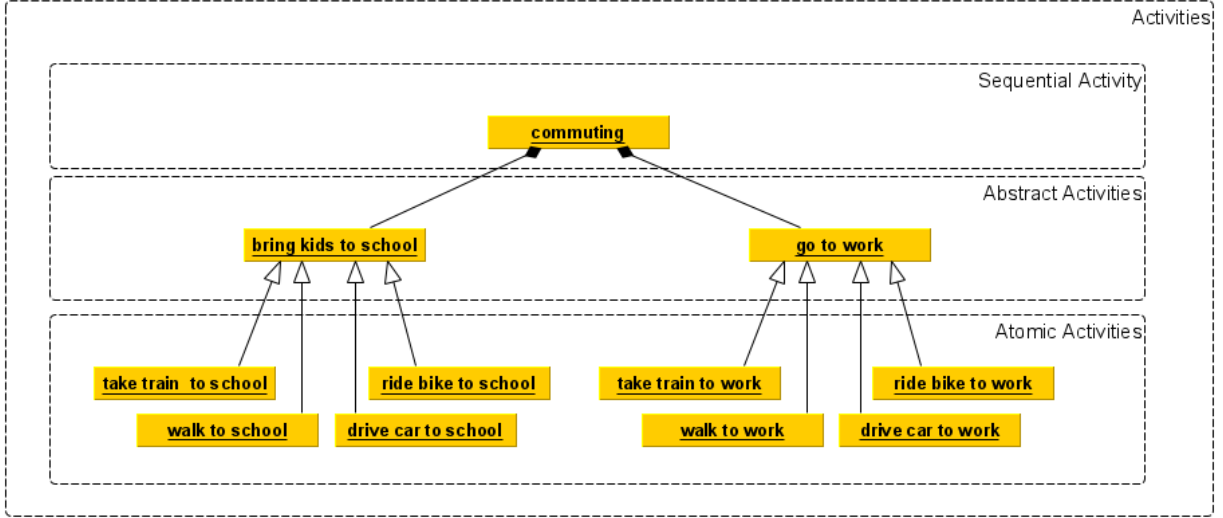 Activities
Sequential Activity
commuting
Abstract Activities
bring kids to school
go to work
Atomic Activities
take train  to school
ride bike to school
take train to work
ride bike to work
walk to school
drive car to school
walk to work
drive car to work